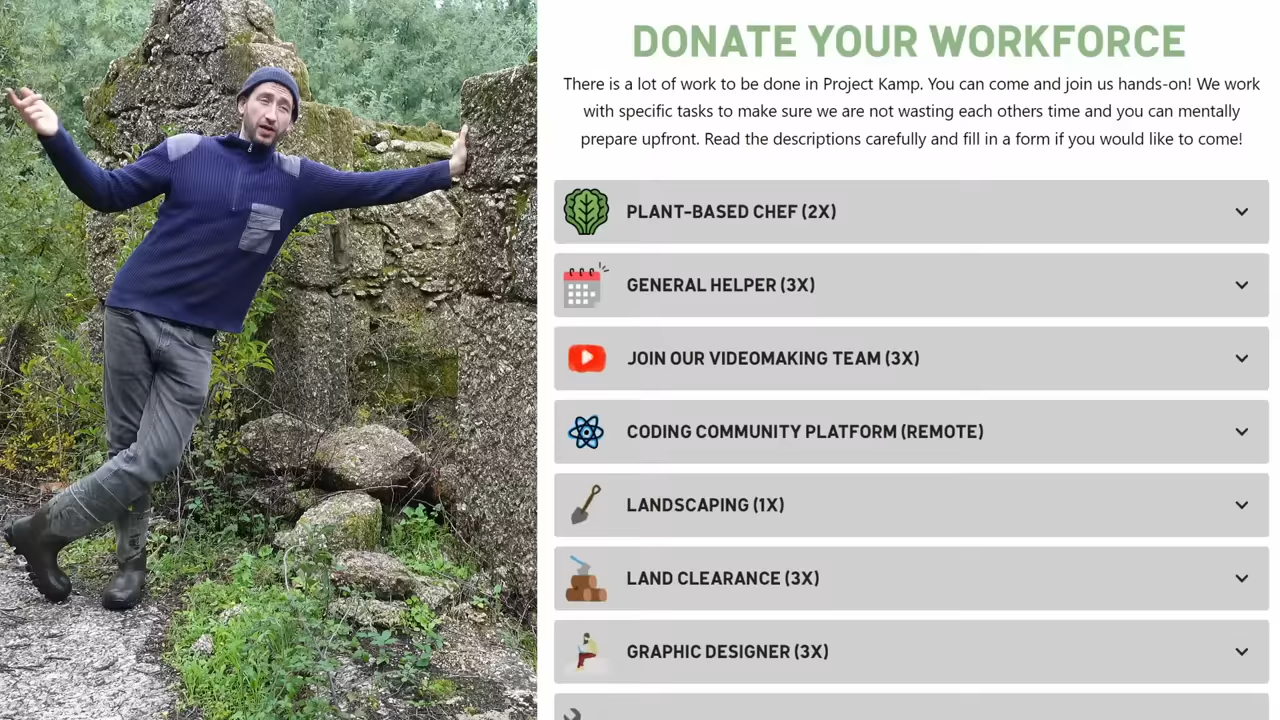 DONATE YOUR WORKFORCE
There is a lot of work to be done in Project Kamp. You can come and join us hands-on! We work
with specific tasks to make sure we are not wasting each others time and you can mentally
prepare upfront. Read the descriptions carefully and fill in a form if you would like to come!
PLANT-BASED CHEF (2X)
GENERAL HELPER (3X)
JOIN OUR VIDEOMAKING TEAM (3X)
CODING COMMUNITY PLATFORM (REMOTE)
LANDSCAPING (1X)
LAND CLEARANCE (3X)
GRAPHIC DESIGNER (3X)